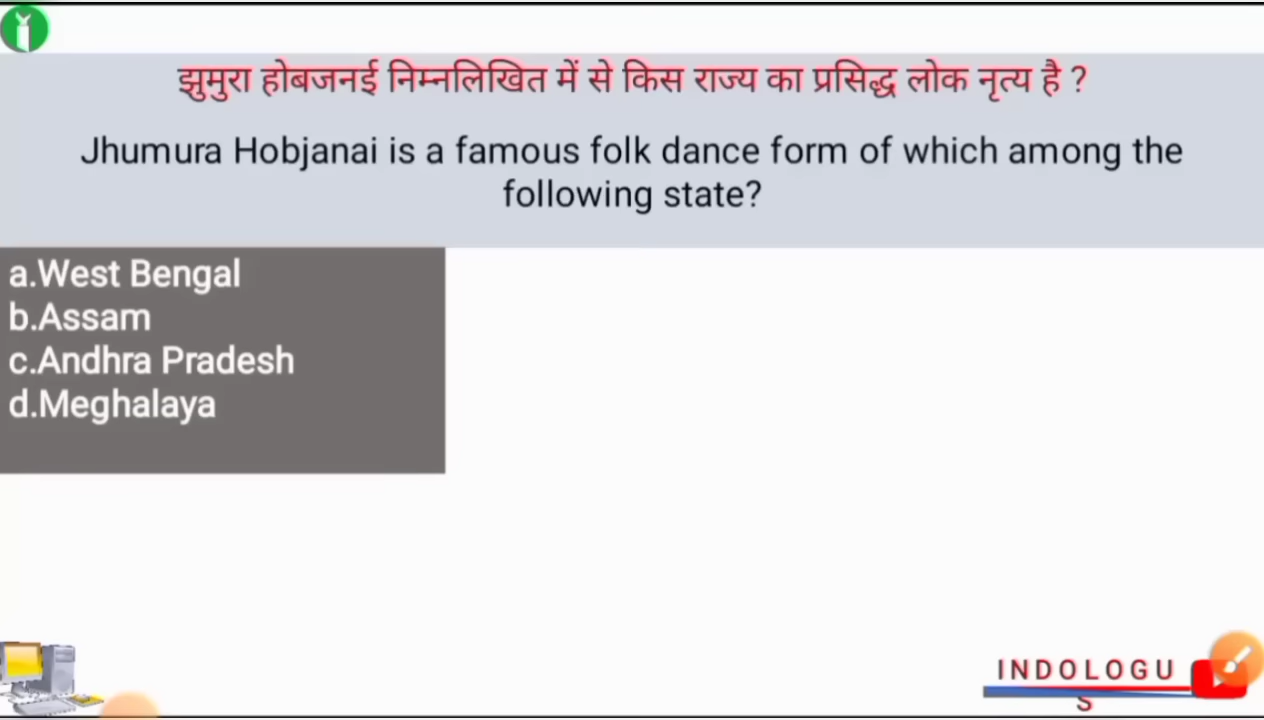 झुमुरा होबजनई निम्नलिखित में से किस राज्य का प्रसिद्ध लोक नृत्य है ?
Jhumura Hobjanai is a famous folk dance form of which among the
following state?
a.West Bengal
b.Assam
c.Andhra Pradesh
d.Meghalaya
INDOLOGU
S